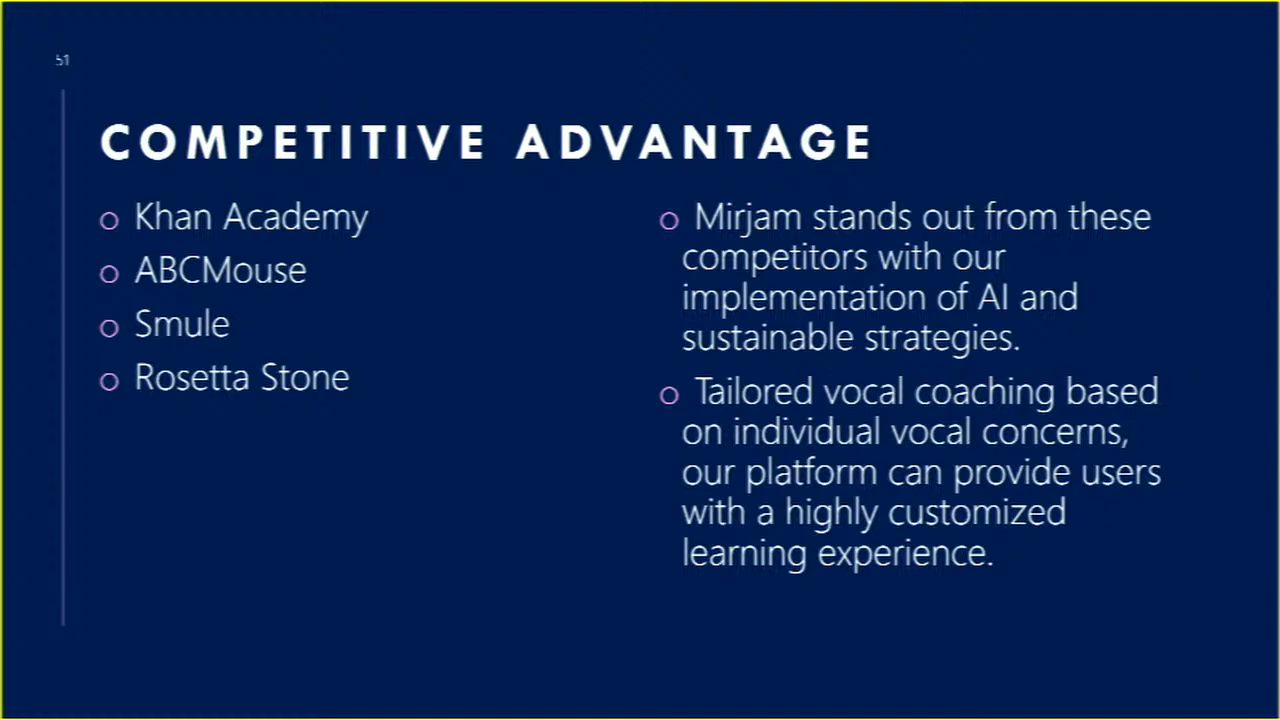 51
COMPETITIVE ADVANTAGE
Khan Academy
ABCMouse
Smule
Rosetta Stone
Mirjam stands out from these
competitors with our
implementation of AI and
sustainable strategies.
Tailored vocal coaching based
on individual vocal concerns,
our platform can provide users
with a highly customized
learning experience.